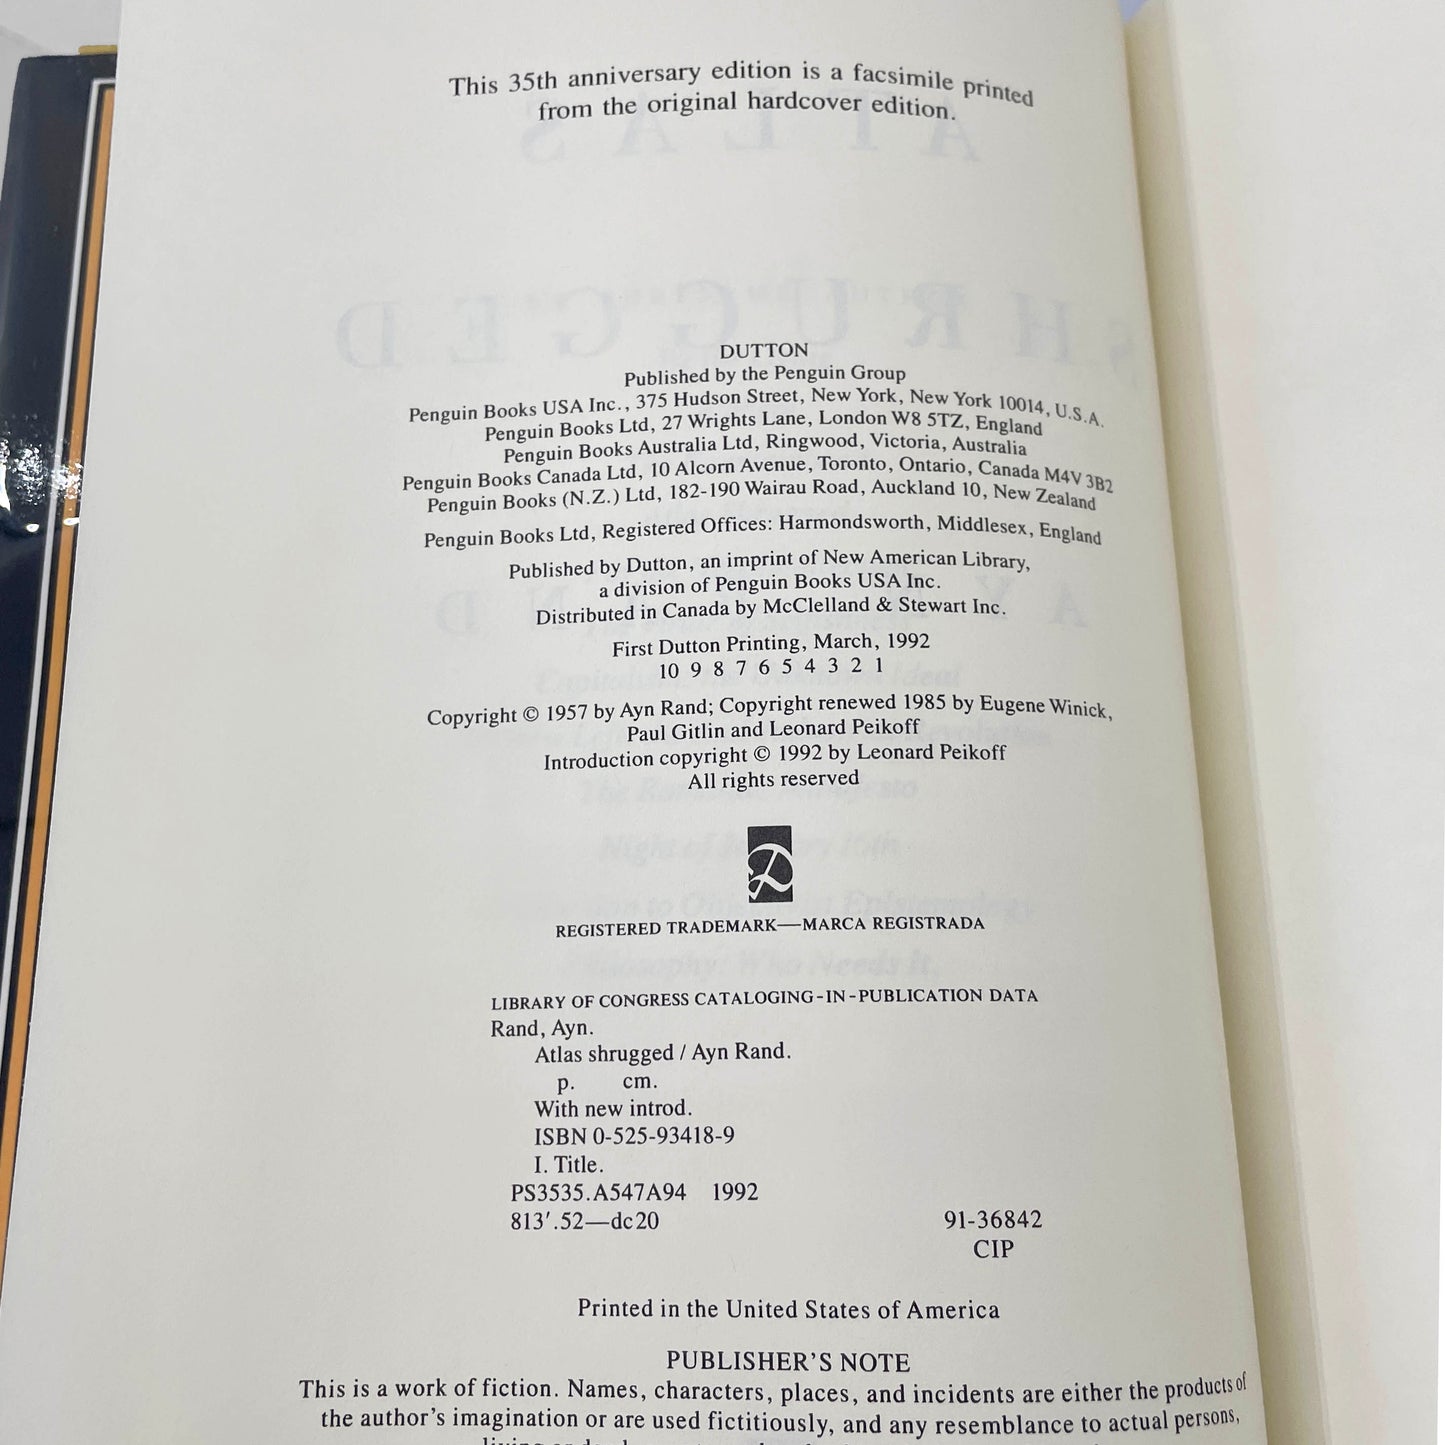 This 35th anniversary edition is a facsimile printed
from the original hardcover edition.
DUTTON
Published by the Penguin Group
Penguin Books USA Inc., 375 Hudson Street, New York, New York 10014, U.S.A.
Penguin Books Ltd, 27 Wrights Lane, London W8 5TZ, England
Penguin Books Australia Ltd, Ringwood, Victoria, Australia
Penguin Books Canada Ltd, 10 Alcorn Avenue, Toronto, Ontario, Canada M4V 3B2
Penguin Books (N.Z.) Ltd, 182-190 Wairau Road, Auckland 10, New Zealand
Penguin Books Ltd, Registered Offices: Harmondsworth, Middlesex, England
Published by Dutton, an imprint of New American Library,
a division of Penguin Books USA Inc.
Distributed in Canada by McClelland & Stewart Inc.
First Dutton Printing, March, 1992
10 9 8 7 6 5 4 3 2 1
Copyright © 1957 by Ayn Rand; Copyright renewed 1985 by Eugene Winick,
Paul Gitlin and Leonard Peikoff
Introduction copyright © 1992 by Leonard Peikoff
All rights reserved
D
REGISTERED TRADEMARK—MARCA REGISTRADA
LIBRARY OF CONGRESS CATALOGING-IN-PUBLICATION DATA
Rand, Ayn.
Atlas shrugged / Ayn Rand.
p. cm.
With new introd.
ISBN 0-525-93418-9
I. Title.
PS3535.A547A94 1992
813′.52—dc20 91-36842
CIP
Printed in the United States of America
PUBLISHER'S NOTE
This is a work of fiction. Names, characters, places, and incidents are either the products of
the author's imagination or are used fictitiously, and any resemblance to actual persons,